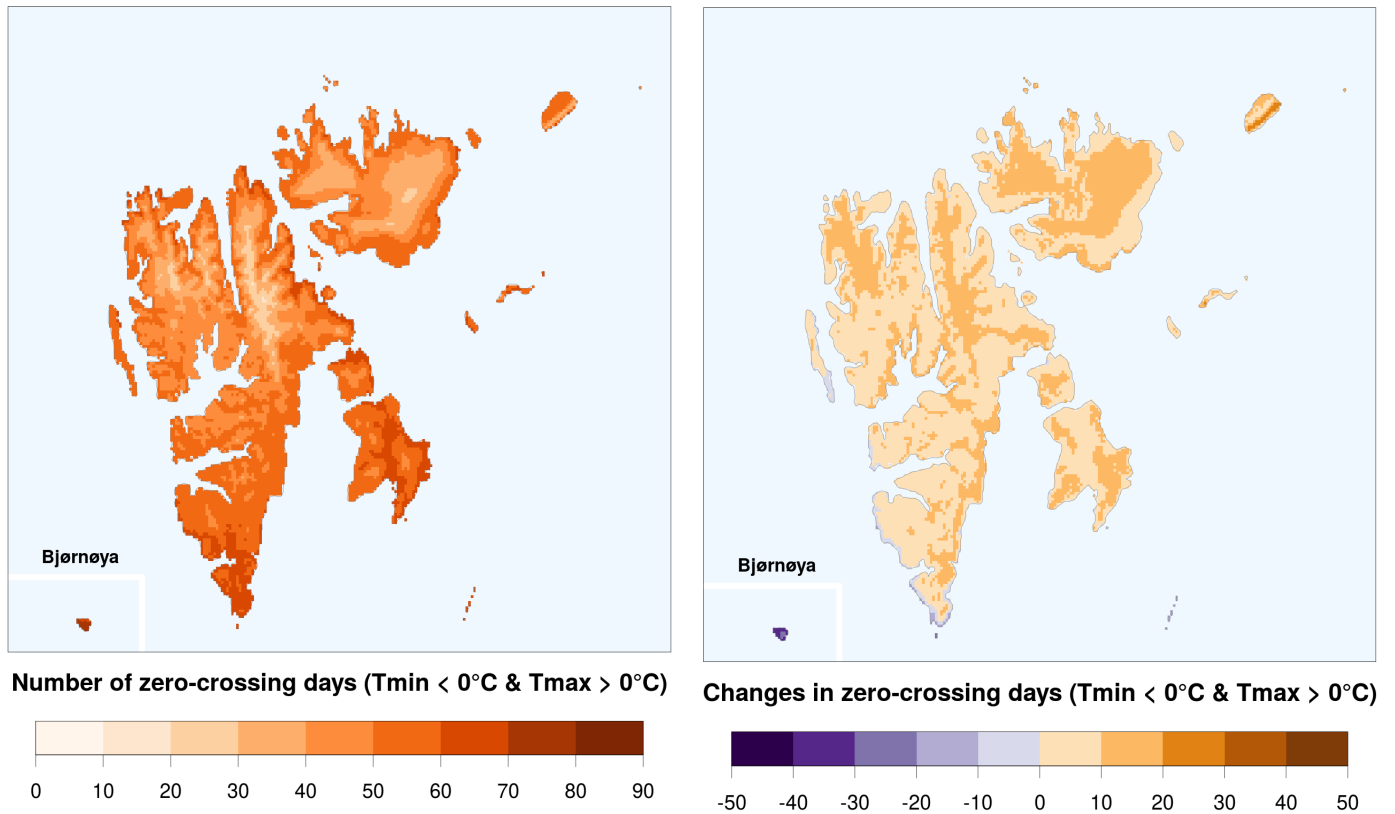 Bjørnøya
Number of zero-crossing days (Tmin < 0°C & Tmax > 0°C)
0 10 20 30 40 50 60 70 80 90
Bjørnøya
Changes in zero-crossing days (Tmin < 0°C & Tmax > 0°C)
-50 -40 -30 -20 -10 0 10 20 30 40 50